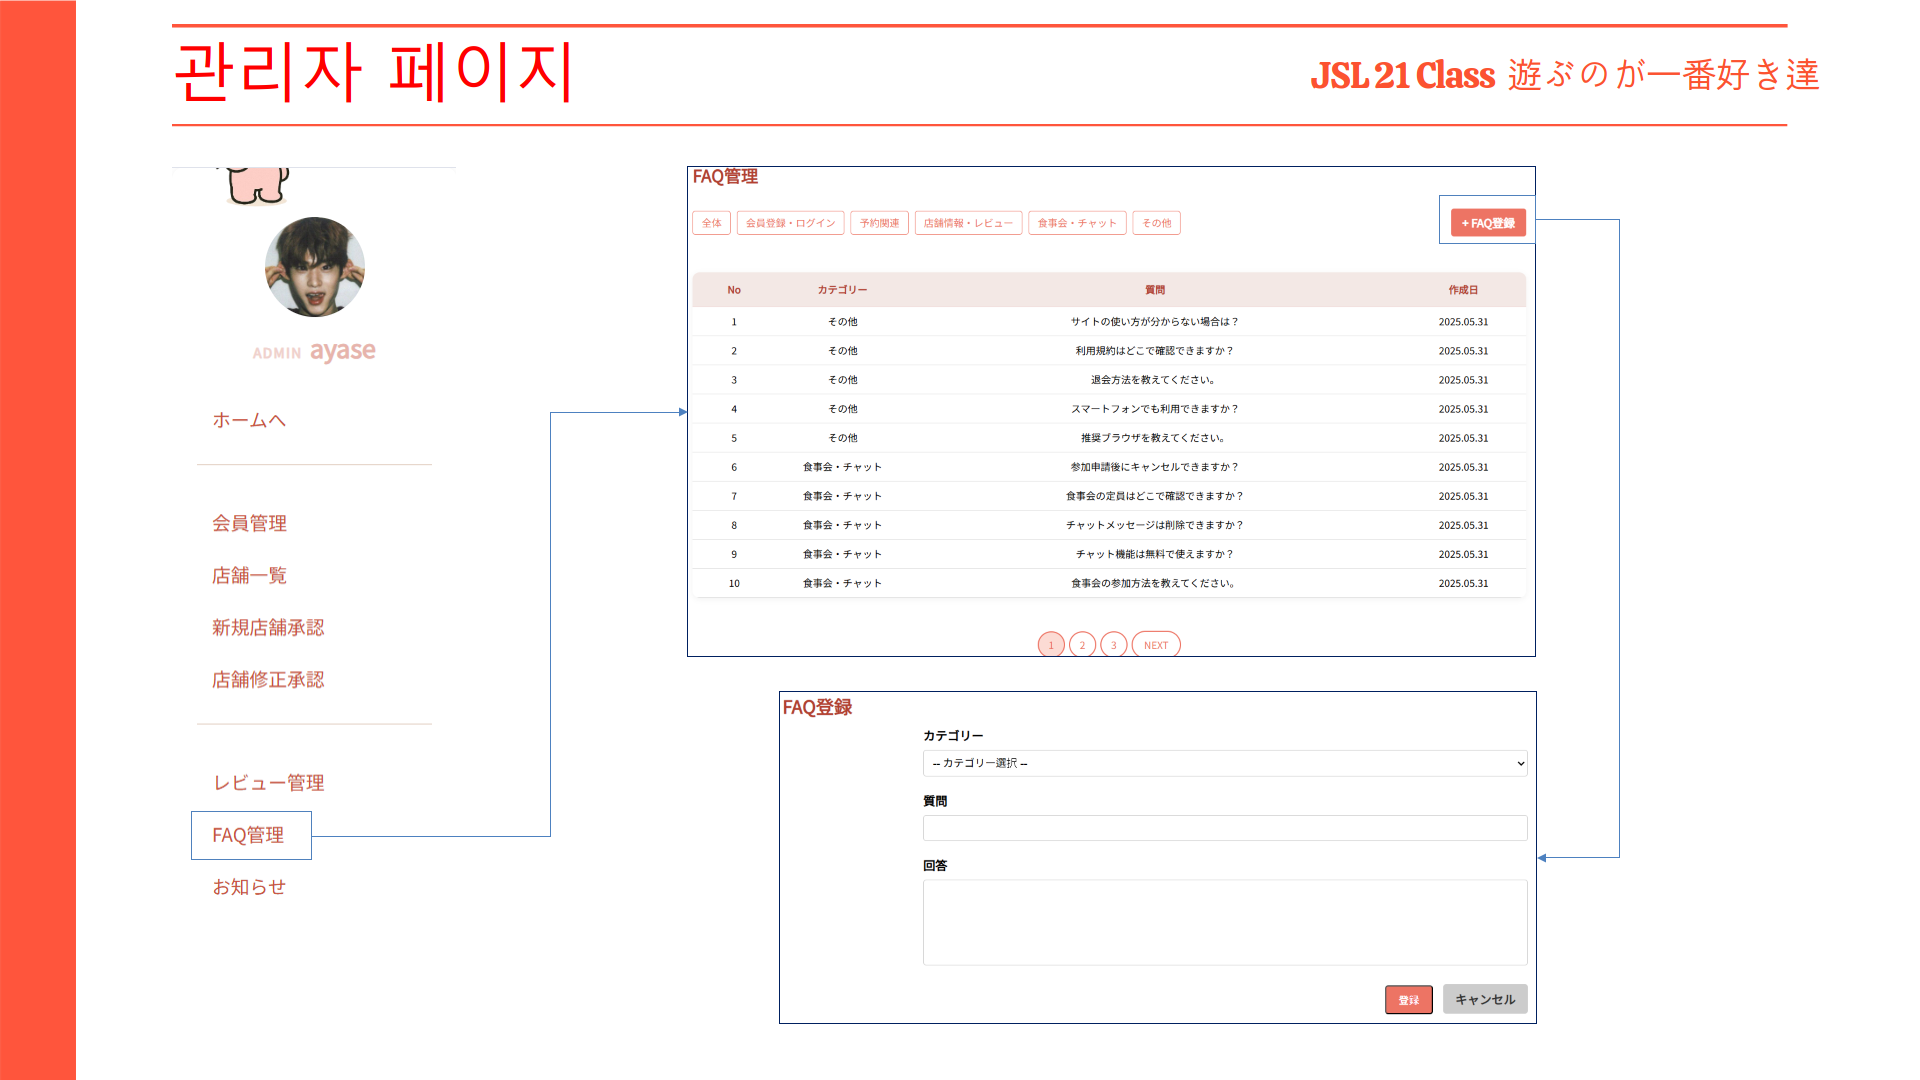 관리자 페이지
JSL 21 Class 遊ぶのが一番好き達
ADMIN ayase
ホームへ
会員管理
店舗一覧
新規店舗承認
店舗修正承認
レビュー管理
FAQ管理
お知らせ
FAQ管理
全体 会員登録・ログイン 予約関連 店舗情報・レビュー 食事会・チャット その他
+ FAQ登録
No カテゴリー 質問 作成日
1 その他 サイトの使い方が分からない場合は？ 2025.05.31
2 その他 利用規約はどこで確認できますか？ 2025.05.31
3 その他 退会方法を教えてください。 2025.05.31
4 その他 スマートフォンでも利用できますか？ 2025.05.31
5 その他 推奨ブラウザを教えてください。 2025.05.31
6 食事会・チャット 参加申請後にキャンセルできますか？ 2025.05.31
7 食事会・チャット 食事会の定員はどこで確認できますか？ 2025.05.31
8 食事会・チャット チャットメッセージは削除できますか？ 2025.05.31
9 食事会・チャット チャット機能は無料で使えますか？ 2025.05.31
10 食事会・チャット 食事会の参加方法を教えてください。 2025.05.31
1 2 3 NEXT
FAQ登録
カテゴリー
-- カテゴリー選択 --
質問
回答
登録 キャンセル